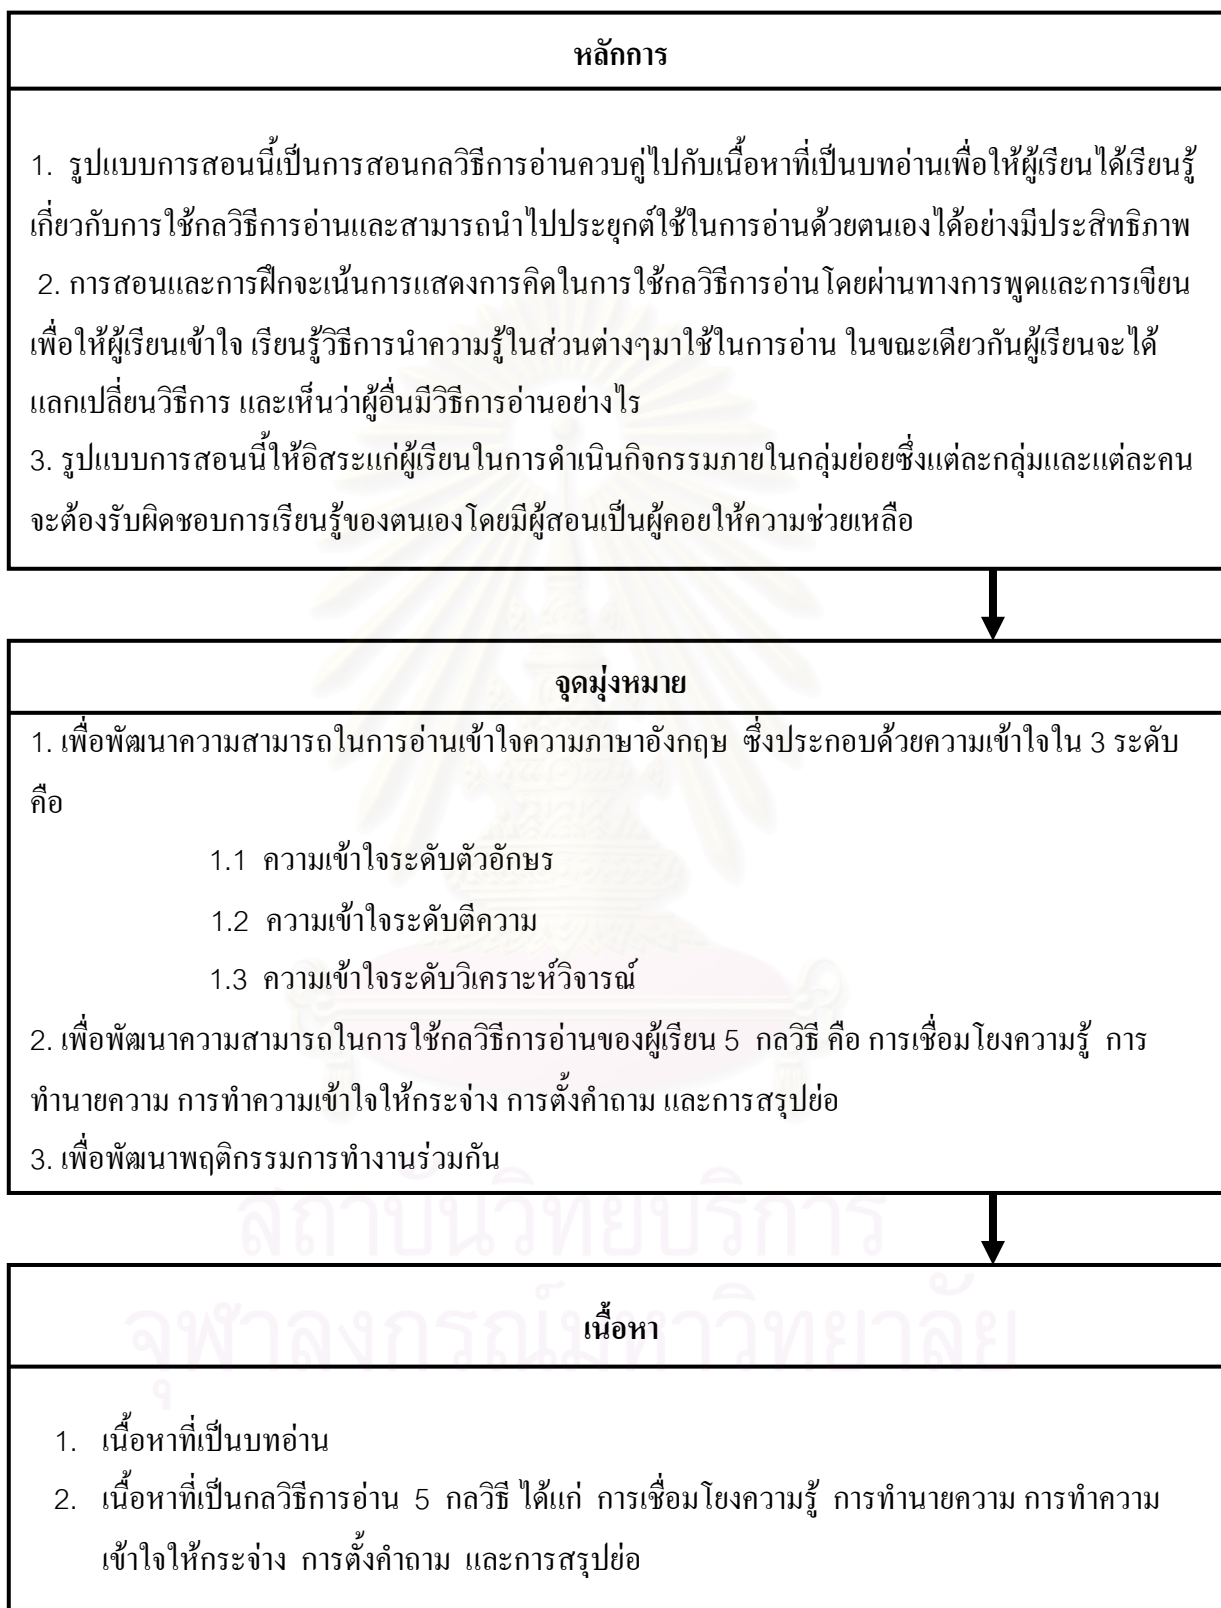 หลักการ
1. รูปแบบการสอนนี้เป็นการสอนกลวิธีการอ่านควบคู่ไปกับเนื้อหาที่เป็นบทอ่านเพื่อให้ผู้เรียนได้เรียนรู้
เกี่ยวกับการใช้กลวิธีการอ่านและสามารถนำไปประยุกต์ใช้ในการอ่านด้วยตนเองได้อย่างมีประสิทธิภาพ
2. การสอนและการฝึกจะเน้นการแสดงการคิดในการใช้กลวิธีการอ่านโดยผ่านทางการพูดและการเขียน
เพื่อให้ผู้เรียนเข้าใจ เรียนรู้วิธีการนำความรู้ในส่วนต่างๆมาใช้ในการอ่าน ในขณะเดียวกันผู้เรียนจะได้
แลกเปลี่ยนวิธีการ และเห็นว่าผู้อื่นมีวิธีการอ่านอย่างไร
3. รูปแบบการสอนนี้ให้อิสระแก่ผู้เรียนในการดำเนินกิจกรรมภายในกลุ่มย่อยซึ่งแต่ละกลุ่มและแต่ละคน
จะต้องรับผิดชอบการเรียนรู้ของตนเองโดยมีผู้สอนเป็นผู้คอยให้ความช่วยเหลือ
จุดมุ่งหมาย
1. เพื่อพัฒนาความสามารถในการอ่านเข้าใจความภาษาอังกฤษ ซึ่งประกอบด้วยความเข้าใจใน 3 ระดับ
คือ
1.1 ความเข้าใจระดับตัวอักษร
1.2 ความเข้าใจระดับตีความ
1.3 ความเข้าใจระดับวิเคราะห์วิจารณ์
2. เพื่อพัฒนาความสามารถในการใช้กลวิธีการอ่านของผู้เรียน 5 กลวิธี คือ การเชื่อมโยงความรู้ การ
ทำนายความ การทำความเข้าใจให้กระจ่าง การตั้งคำถาม และการสรุปย่อ
3. เพื่อพัฒนาพฤติกรรมการทำงานร่วมกัน
สถาบันวิทยบริการ
จุฬาลงกรณ์มหาวิทยาลัย
เนื้อหา
1. เนื้อหาที่เป็นบทอ่าน
2. เนื้อหาที่เป็นกลวิธีการอ่าน 5 กลวิธี ได้แก่ การเชื่อมโยงความรู้ การทำนายความ การทำความ
เข้าใจให้กระจ่าง การตั้งคำถาม และการสรุปย่อ